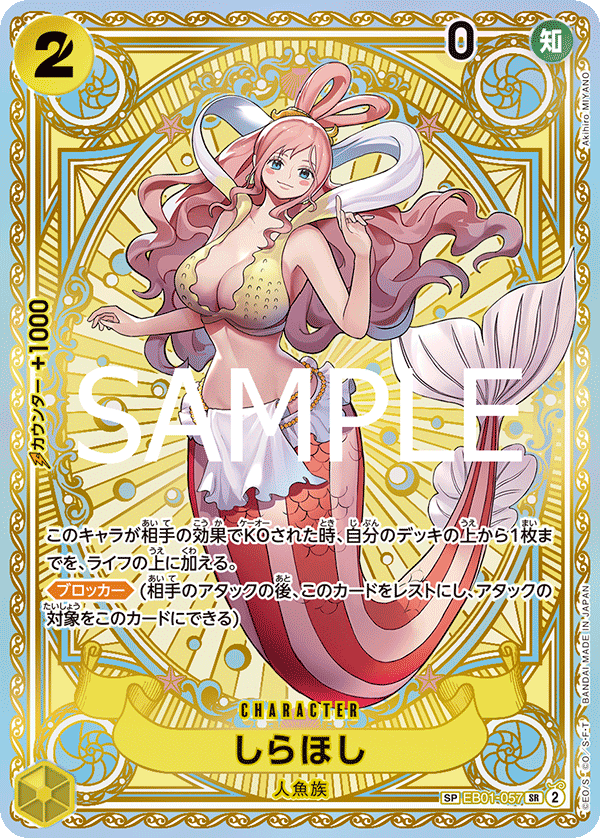 2
0
知
Akihiro MIYANO
カウンター +1000
SAMPLE
このキャラが相手の効果でKOされた時、自分のデッキの上から1枚ま
でを、ライフの上に加える。
ブロッカー (相手のアタックの後、このカードをレストにし、アタックの
対象をこのカードにできる)
CHARACTER
しらほし
人魚族
SP EB01-057 SR 2
©E.O/S. ©'O. 'S-F-T BANDAI MADE IN JAPAN